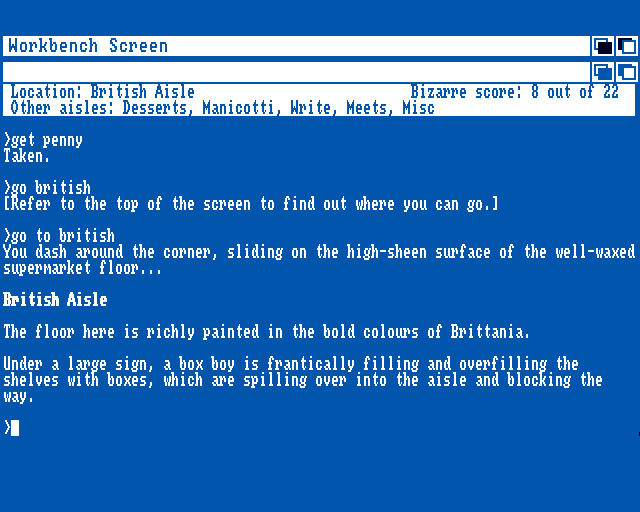 Workbench Screen
Location: British Aisle Bizarre score: 8 out of 22
Other aisles: Desserts, Manicotti, Write, Meets, Misc
>get penny
Taken.
>go british
[Refer to the top of the screen to find out where you can go.]
>go to british
You dash around the corner, sliding on the high-sheen surface of the well-waxed
supermarket floor...
British Aisle
The floor here is richly painted in the bold colours of Brittania.
Under a large sign, a box boy is frantically filling and overfilling the
shelves with boxes, which are spilling over into the aisle and blocking the
way.
>